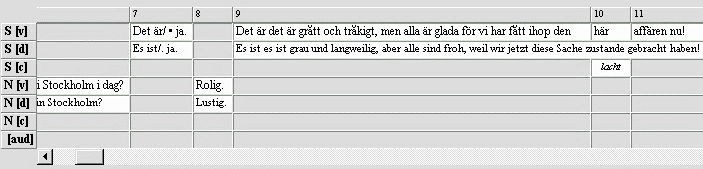 7 8 9 10 11
S [v] Det är/ • ja. Det är det är grått och tråkigt, men alla är glada för vi har fått ihop den här affären nu!
S [d] Es ist/. ja. Es ist es ist grau und langweilig, aber alle sind froh, weil wir jetzt diese Sache zustande gebracht haben!
S [c] lacht
N [v] i Stockholm i dag? Rolig.
N [d] in Stockholm? Lustig.
N [c]
[aud]